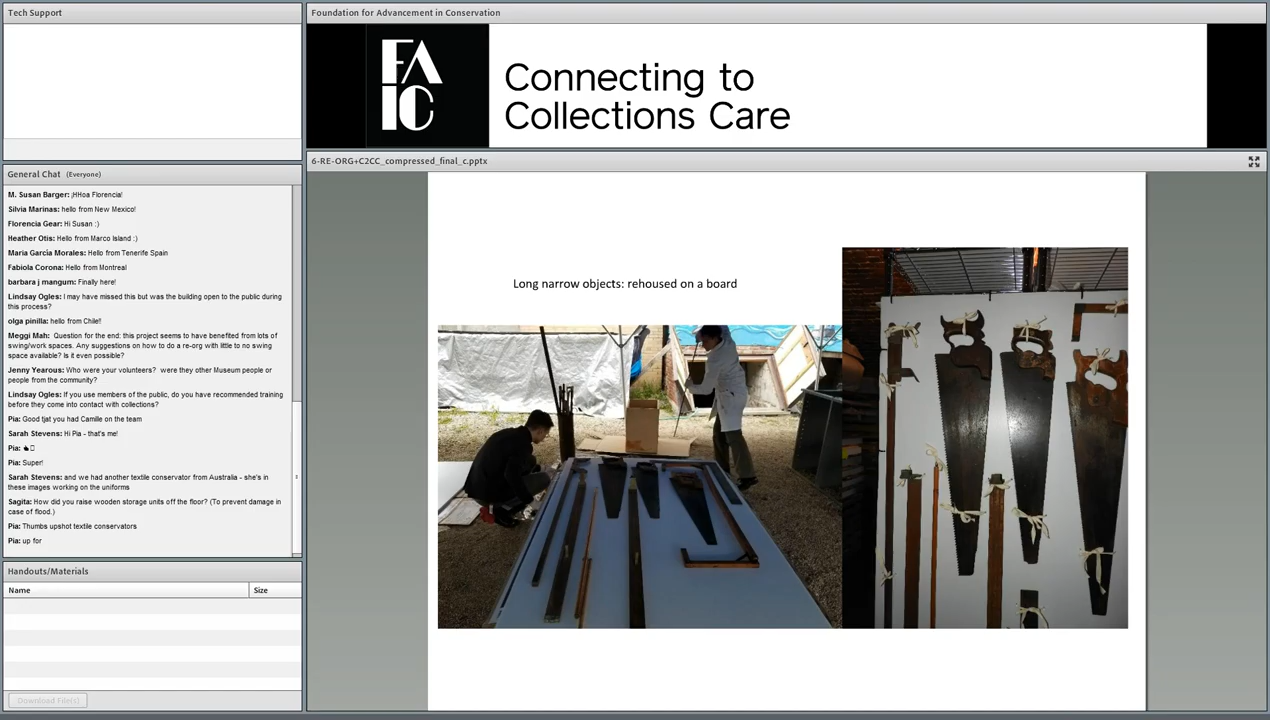 Tech Support
Foundation for Advancement in Conservation
FA
IC
Connecting to
Collections Care
General Chat (Everyone)
M. Susan Barger: ¡HHoa Florencia!
Silvia Marinas: hello from New Mexico!
Florencia Gear: Hi Susan :)
Heather Otis: Hello from Marco Island :)
Maria García Morales: Hello from Tenerife Spain
Fabiola Corona: Hello from Montreal
barbara j mangum: Finally here!
Lindsay Ogles: I may have missed this but was the building open to the public during
this process?
olga pinilla: hello from Chile!!
Meggi Mah: Question for the end: this project seems to have benefited from lots of
swing/work spaces. Any suggestions on how to do a re-org with little to no swing
space available? Is it even possible?
Jenny Yearous: Who were your volunteers? were they other Museum people or
people from the community?
Lindsay Ogles: If you use members of the public, do you have recommended training
before they come into contact with collections?
Pia: Good tjat you had Camille on the team
Sarah Stevens: Hi Pia - that's me!
Pia:
Pia: Super!
Sarah Stevens: and we had another textile conservator from Australia - she's in
these images working on the uniforms
Sagita: How did you raise wooden storage units off the floor? (To prevent damage in
case of flood.)
Pia: Thumbs upshot textile conservators
Pia: up for
Handouts/Materials
Name Size
Download File(s)
6-RE-ORG+C2CC_compressed_final_c.pptx
Long narrow objects: rehoused on a board